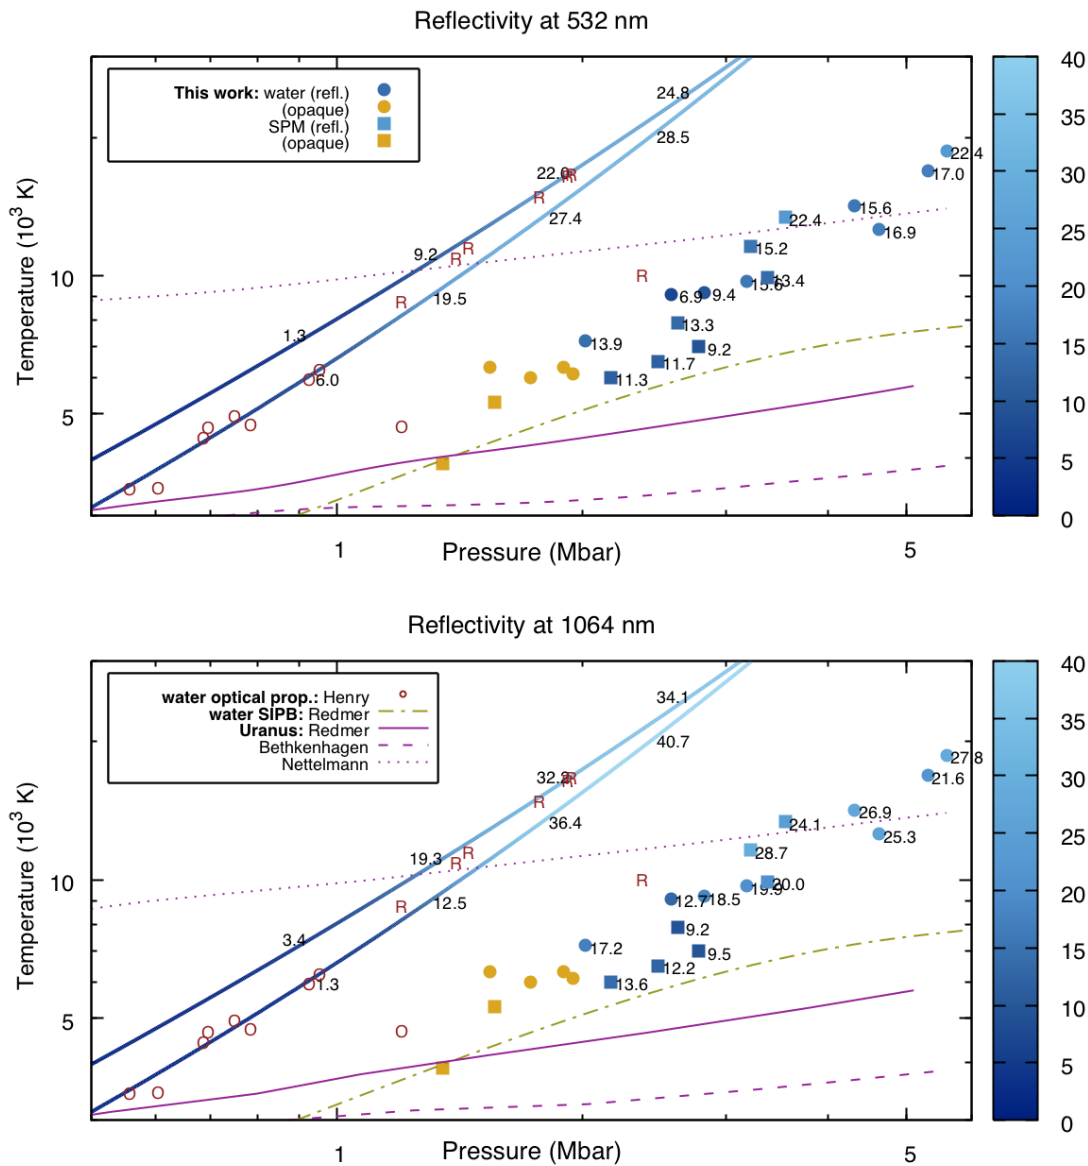 Reflectivity at 532 nm
This work: water (refl.)
(opaque)
SPM (refl.)
(opaque)
Temperature (10³ K)
10
5
1
5
Pressure (Mbar)
24.8
28.5
22.0
R
R
R
27.4
9.2
R
R
19.5
R
R
1.3
6.0
O
O
O
O
O
O
O
O
O
22.4
17.0
15.6
16.9
22.4
15.2
13.4
6.9
9.4
13.3
13.9
9.2
11.7
11.3
40
35
30
25
20
15
10
5
0
Reflectivity at 1064 nm
water optical prop.: Henry
water SIPB: Redmer
Uranus: Redmer
Bethkenhagen
Nettelmann
Temperature (10³ K)
10
5
1
5
Pressure (Mbar)
34.1
40.7
32.2
R
R
R
36.4
19.3
R
R
12.5
R
R
3.4
1.3
O
O
O
O
O
O
O
O
O
27.8
21.6
26.9
25.3
24.1
28.7
20.0
12.7
18.5
9.2
17.2
9.5
12.2
13.6
40
35
30
25
20
15
10
5
0